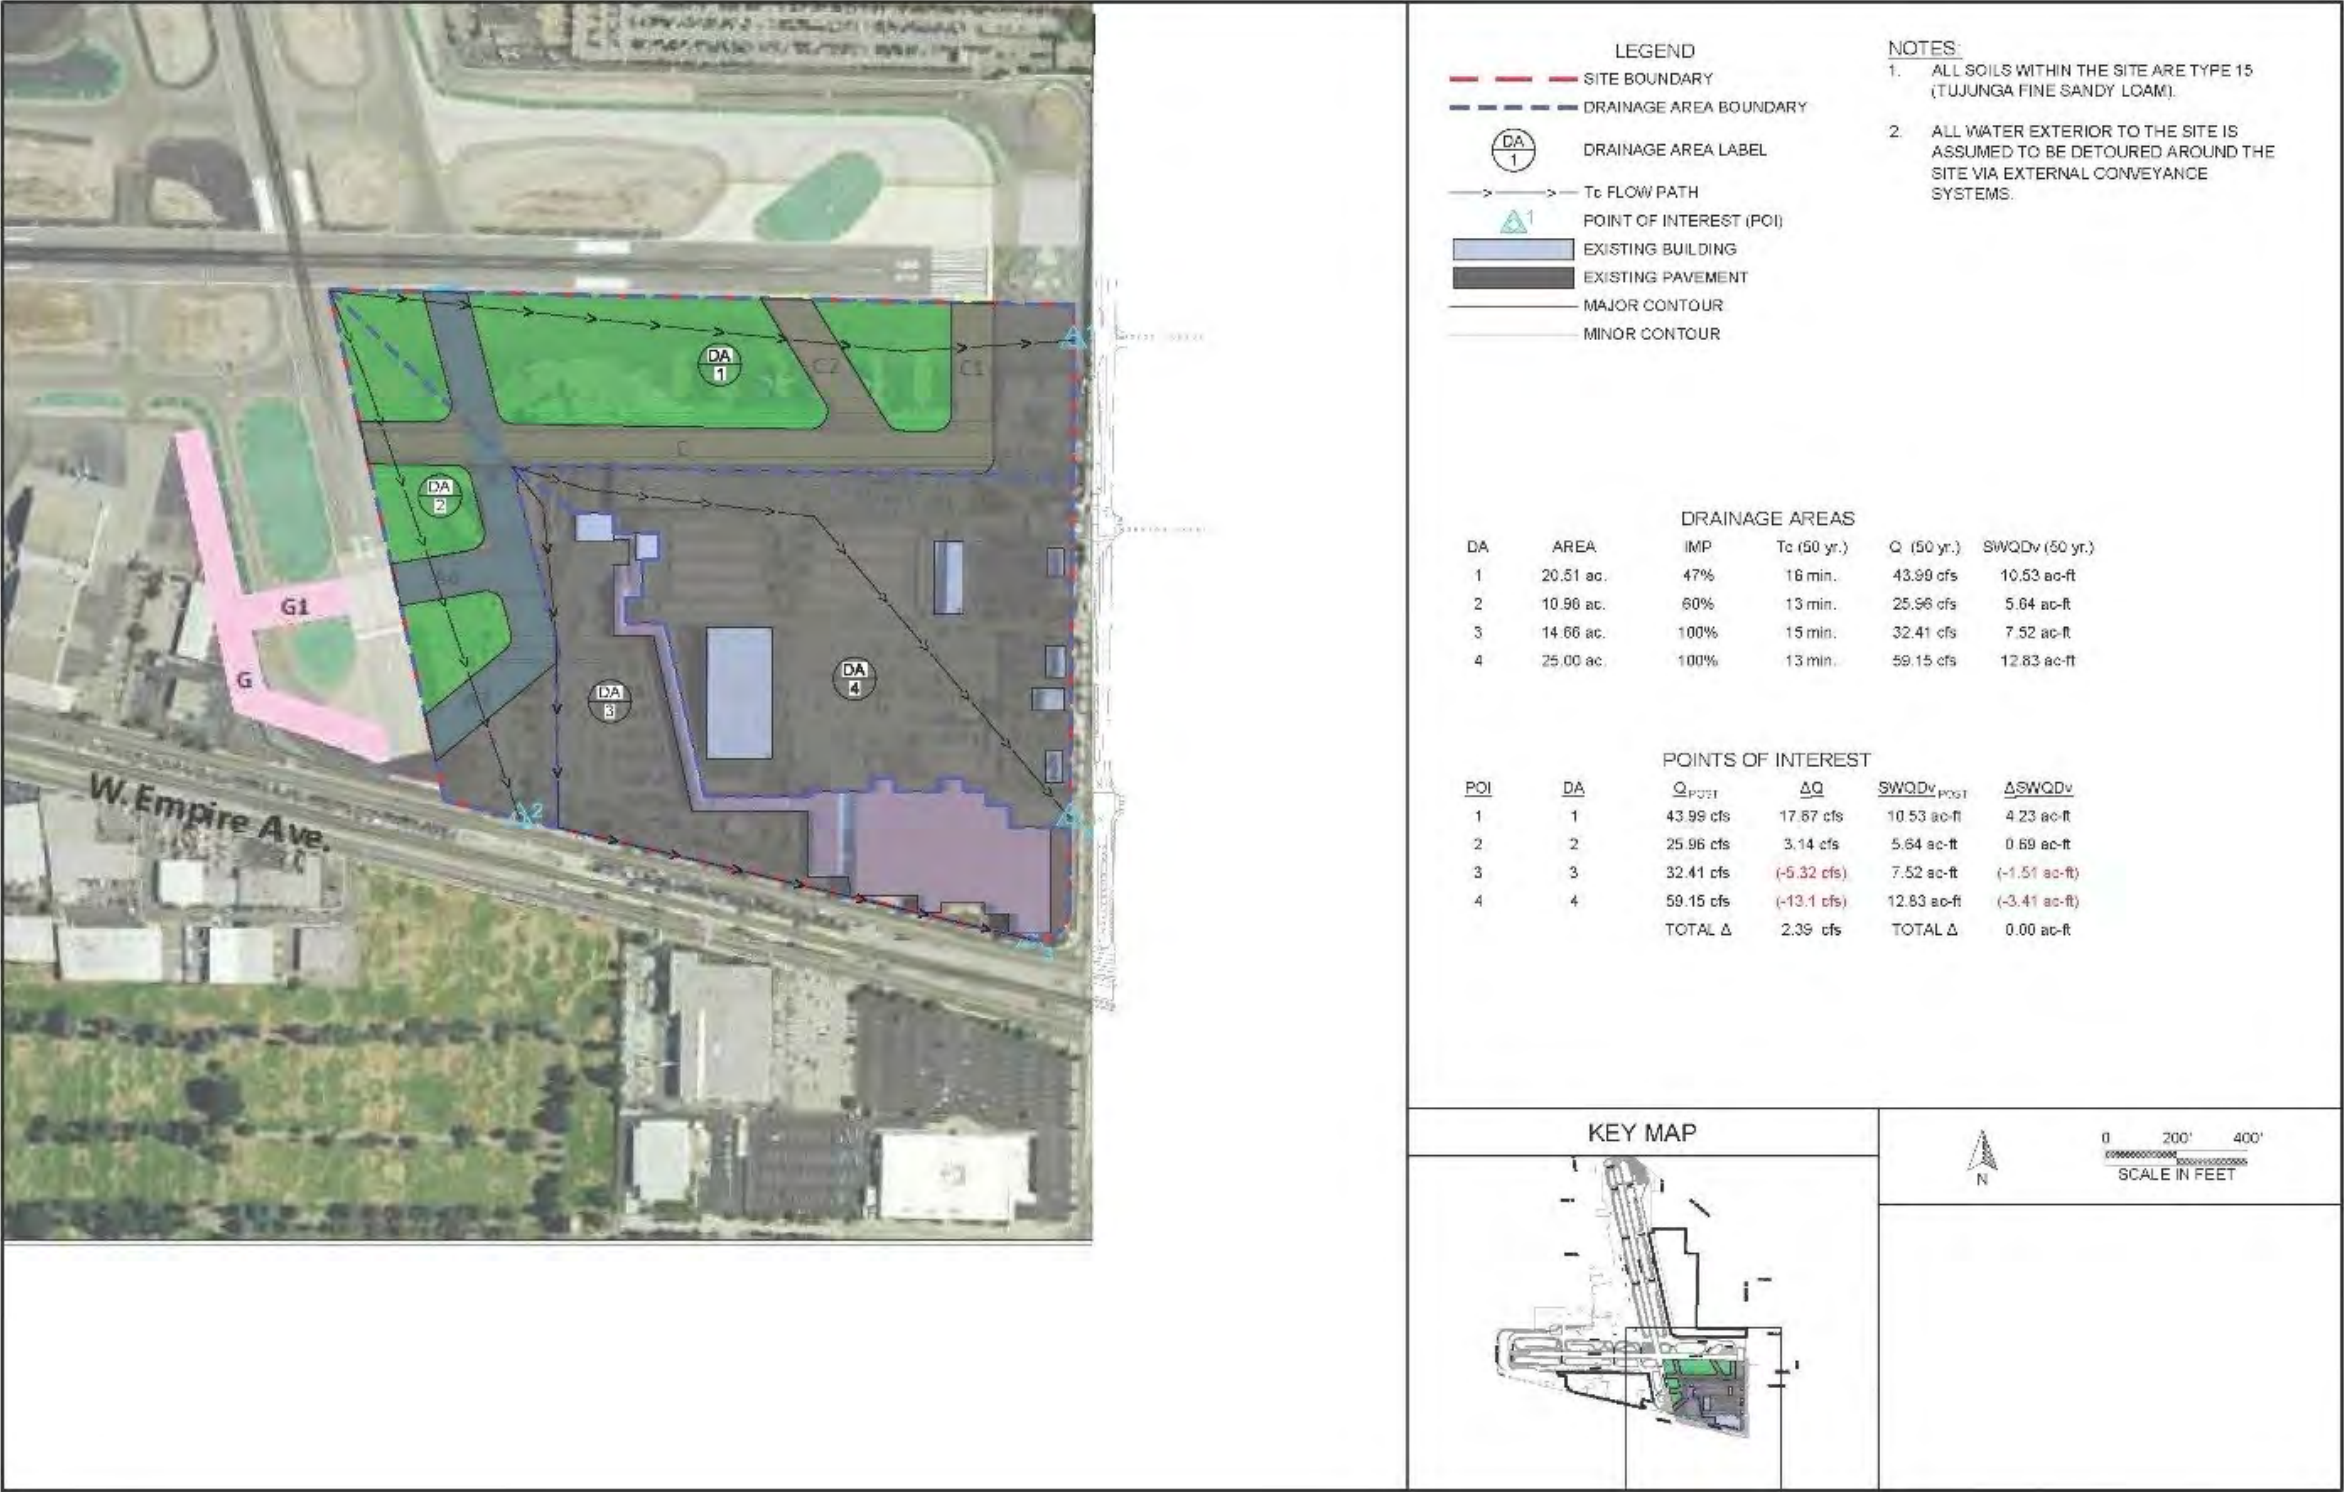 DA
1
C2
C1
C
DA
2
G1
G
DA
3
DA
4
2
W. Empire Ave.
LEGEND
SITE BOUNDARY
DRAINAGE AREA BOUNDARY
DA
1
DRAINAGE AREA LABEL
Tc FLOW PATH
1
POINT OF INTEREST (POI)
EXISTING BUILDING
EXISTING PAVEMENT
MAJOR CONTOUR
MINOR CONTOUR
NOTES:
1. ALL SOILS WITHIN THE SITE ARE TYPE 15
(TUJUNGA FINE SANDY LOAM).
2. ALL WATER EXTERIOR TO THE SITE IS
ASSUMED TO BE DETOURED AROUND THE
SITE VIA EXTERNAL CONVEYANCE
SYSTEMS.
DRAINAGE AREAS
DA AREA IMP Tc (50 yr.) Q (50 yr.) SWQDv (50 yr.)
1 20.51 ac. 47% 16 min. 43.99 cfs 10.53 ac-ft
2 10.96 ac. 60% 13 min. 25.96 cfs 5.64 ac-ft
3 14.66 ac. 100% 15 min. 32.41 cfs 7.52 ac-ft
4 25.00 ac. 100% 13 min. 59.15 cfs 12.83 ac-ft
POINTS OF INTEREST
POI DA QPOST ΔQ SWQDvPOST ΔSWQDv
1 1 43.99 cfs 17.67 cfs 10.53 ac-ft 4.23 ac-ft
2 2 25.96 cfs 3.14 cfs 5.64 ac-ft 0.69 ac-ft
3 3 32.41 cfs (-5.32 cfs) 7.52 ac-ft (-1.51 ac-ft)
4 4 59.15 cfs (-13.1 cfs) 12.83 ac-ft (-3.41 ac-ft)
TOTAL Δ 2.39 cfs TOTAL Δ 0.00 ac-ft
KEY MAP
N
0 200' 400'
SCALE IN FEET